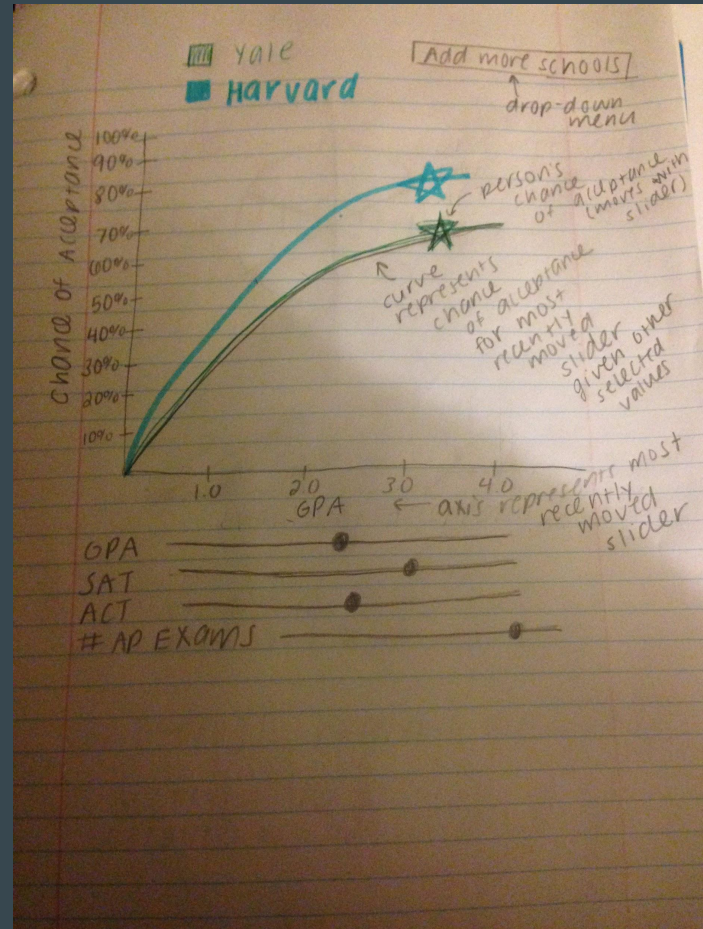 Yale
Harvard
Add more schools
drop-down
menu
Chance of Acceptance
100%
90%
80%
70%
60%
50%
40%
30%
20%
10%
person's
chance
of acceptance
(moves with
slider)
curve
represents
chance
of acceptance
for most
recently
moved
slider
given other
selected
values
1.0
2.0
3.0
4.0
GPA
← axis represents most
recently
moved
slider
GPA
SAT
ACT
# AP Exams